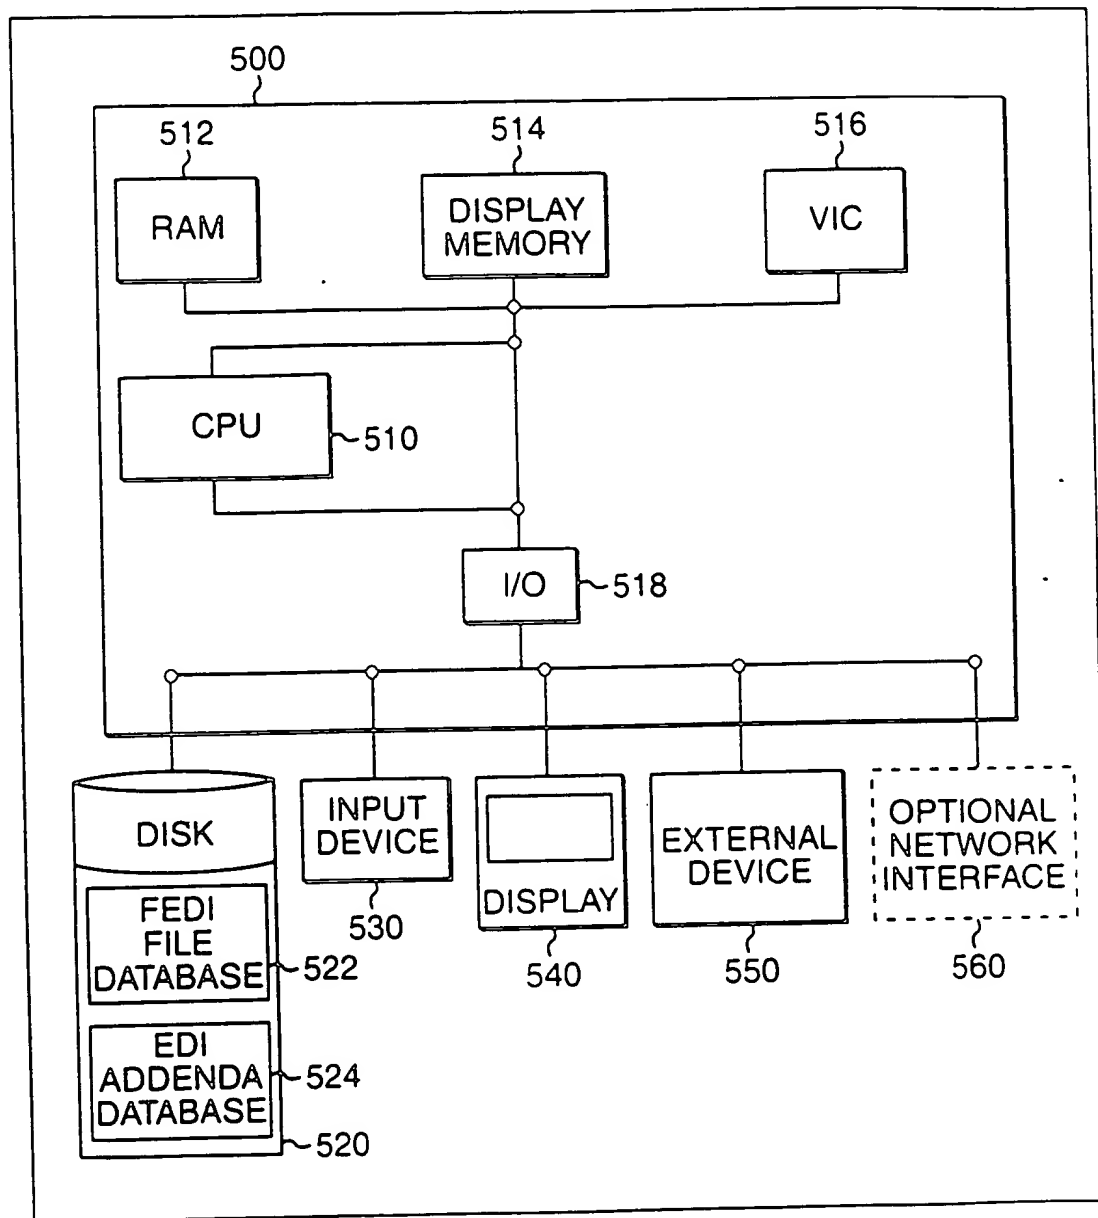 500
512
514
516
RAM
DISPLAY
MEMORY
VIC
CPU
510
I/O
518
DISK
INPUT
DEVICE
530
DISPLAY
540
EXTERNAL
DEVICE
550
OPTIONAL
NETWORK
INTERFACE
560
FEDI
FILE
DATABASE
522
EDI
ADDENDA
DATABASE
524
520